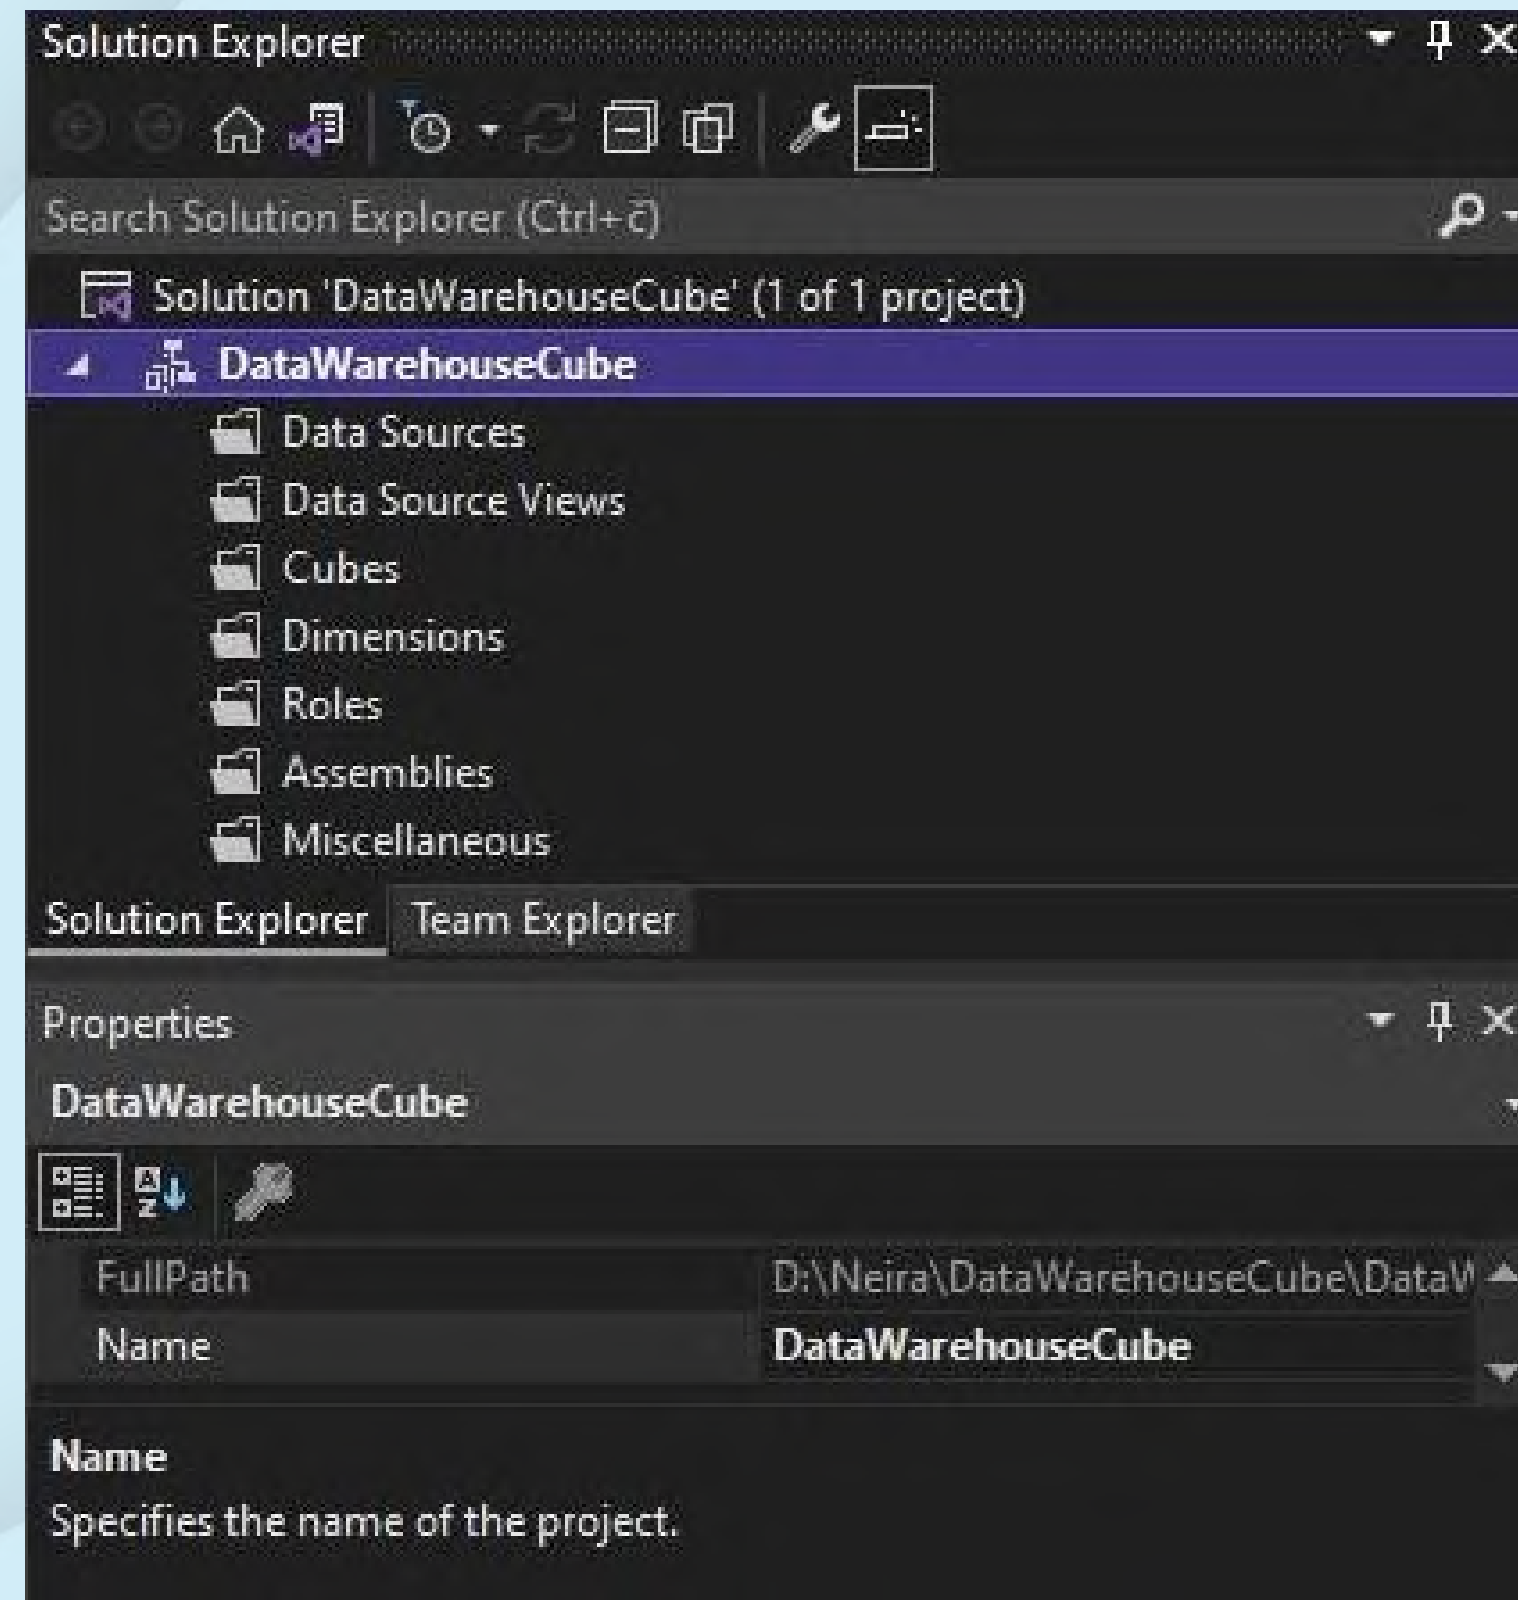 Solution Explorer
Search Solution Explorer (Ctrl+č)
Solution 'DataWarehouseCube' (1 of 1 project)
DataWarehouseCube
Data Sources
Data Source Views
Cubes
Dimensions
Roles
Assemblies
Miscellaneous
Solution Explorer Team Explorer
Properties
DataWarehouseCube
FullPath D:\Neira\DataWarehouseCube\DataW
Name DataWarehouseCube
Name
Specifies the name of the project.